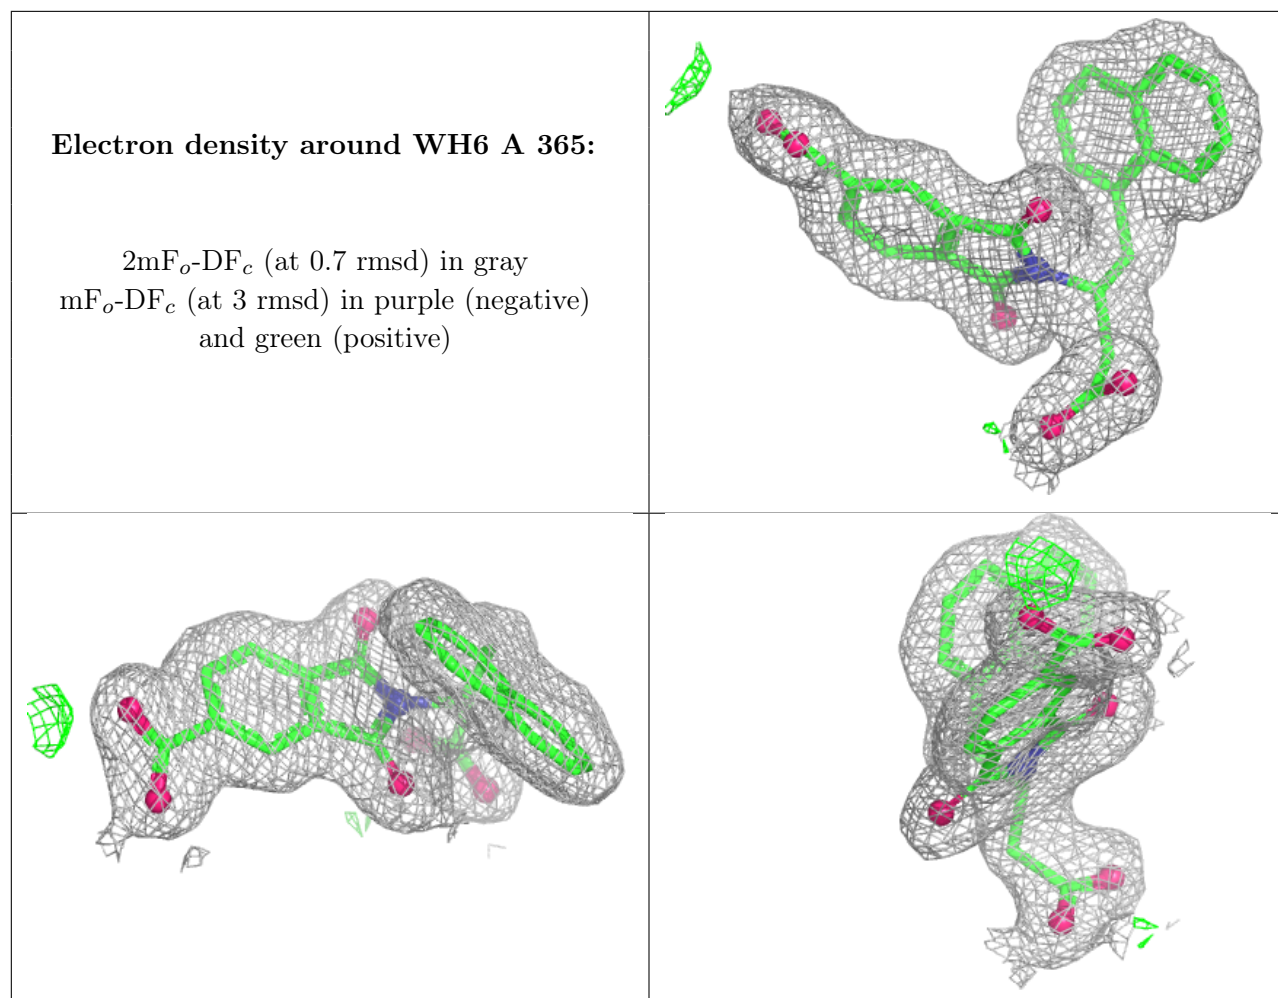 Electron density around WH6 A 365:
2mFo-DFc (at 0.7 rmsd) in gray
mFo-DFc (at 3 rmsd) in purple (negative)
and green (positive)